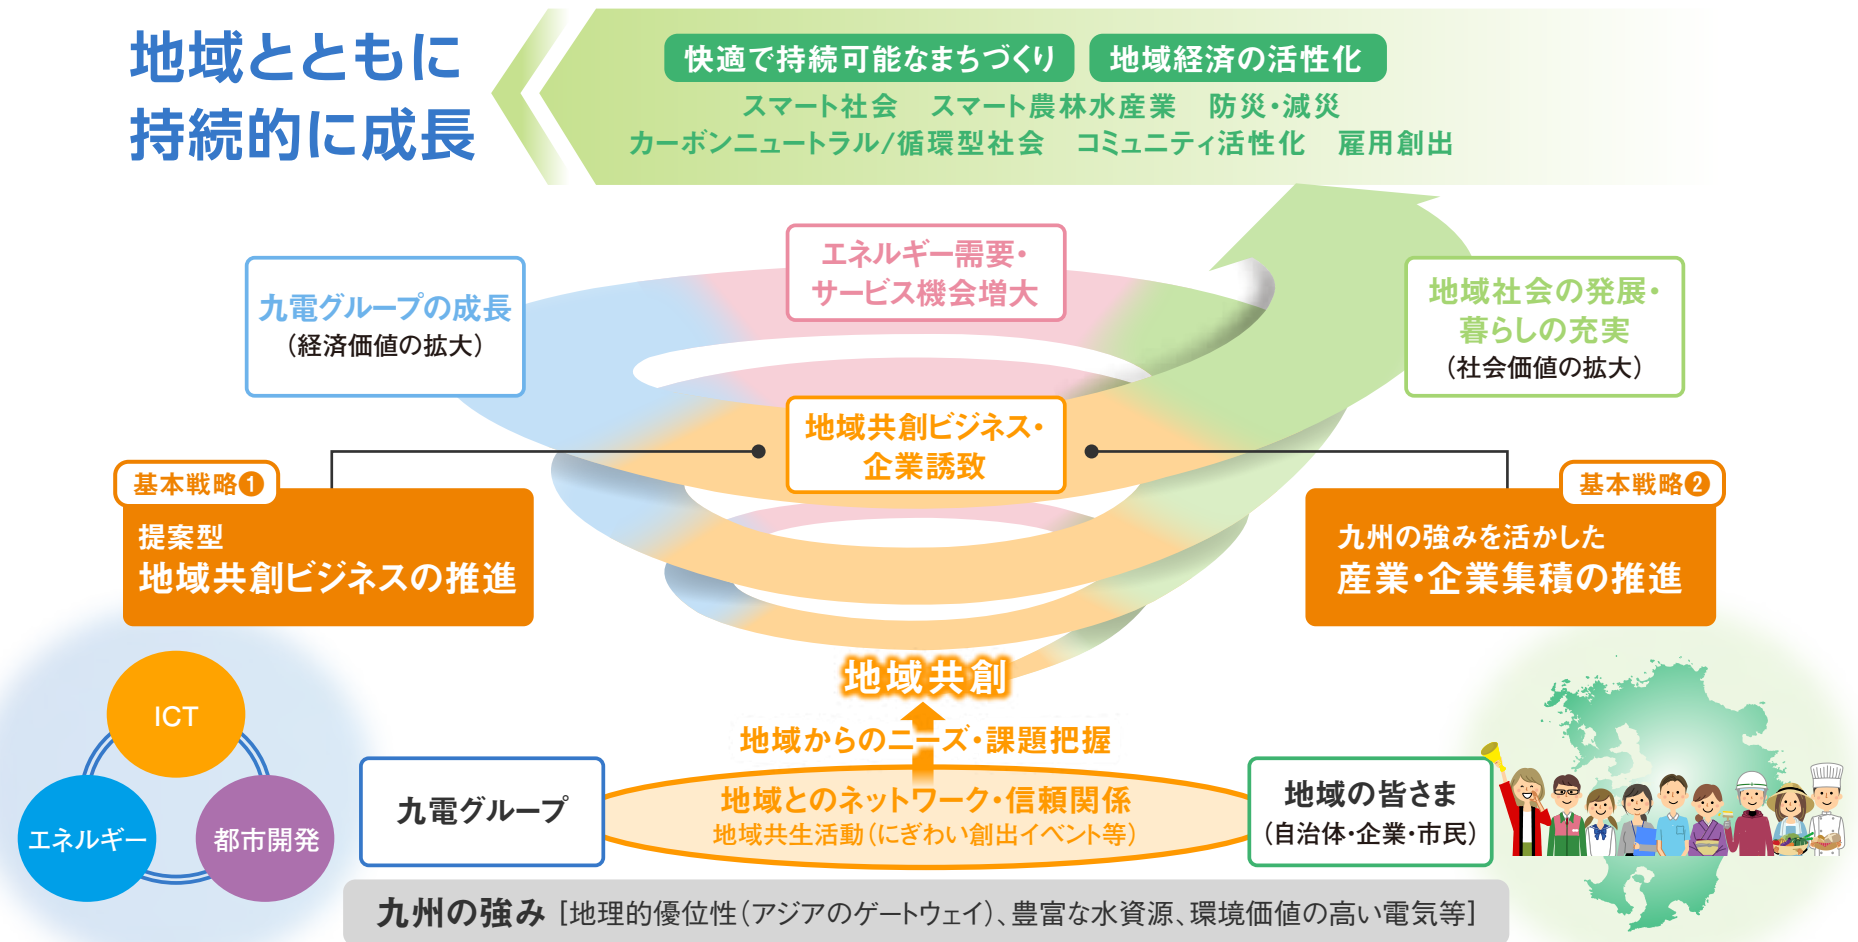 地域とともに
持続的に成長
快適で持続可能なまちづくり 地域経済の活性化
スマート社会 スマート農林水産業 防災・減災
カーボンニュートラル/循環型社会 コミュニティ活性化 雇用創出
エネルギー需要・
サービス機会増大
九電グループの成長
(経済価値の拡大)
地域社会の発展・
暮らしの充実
(社会価値の拡大)
地域共創ビジネス・
企業誘致
基本戦略❶
提案型
地域共創ビジネスの推進
基本戦略❷
九州の強みを活かした
産業・企業集積の推進
地域共創
地域からのニーズ・課題把握
ICT
エネルギー
都市開発
九電グループ
地域とのネットワーク・信頼関係
地域共生活動(にぎわい創出イベント等)
地域の皆さま
(自治体・企業・市民)
九州の強み [地理的優位性(アジアのゲートウェイ)、豊富な水資源、環境価値の高い電気等]